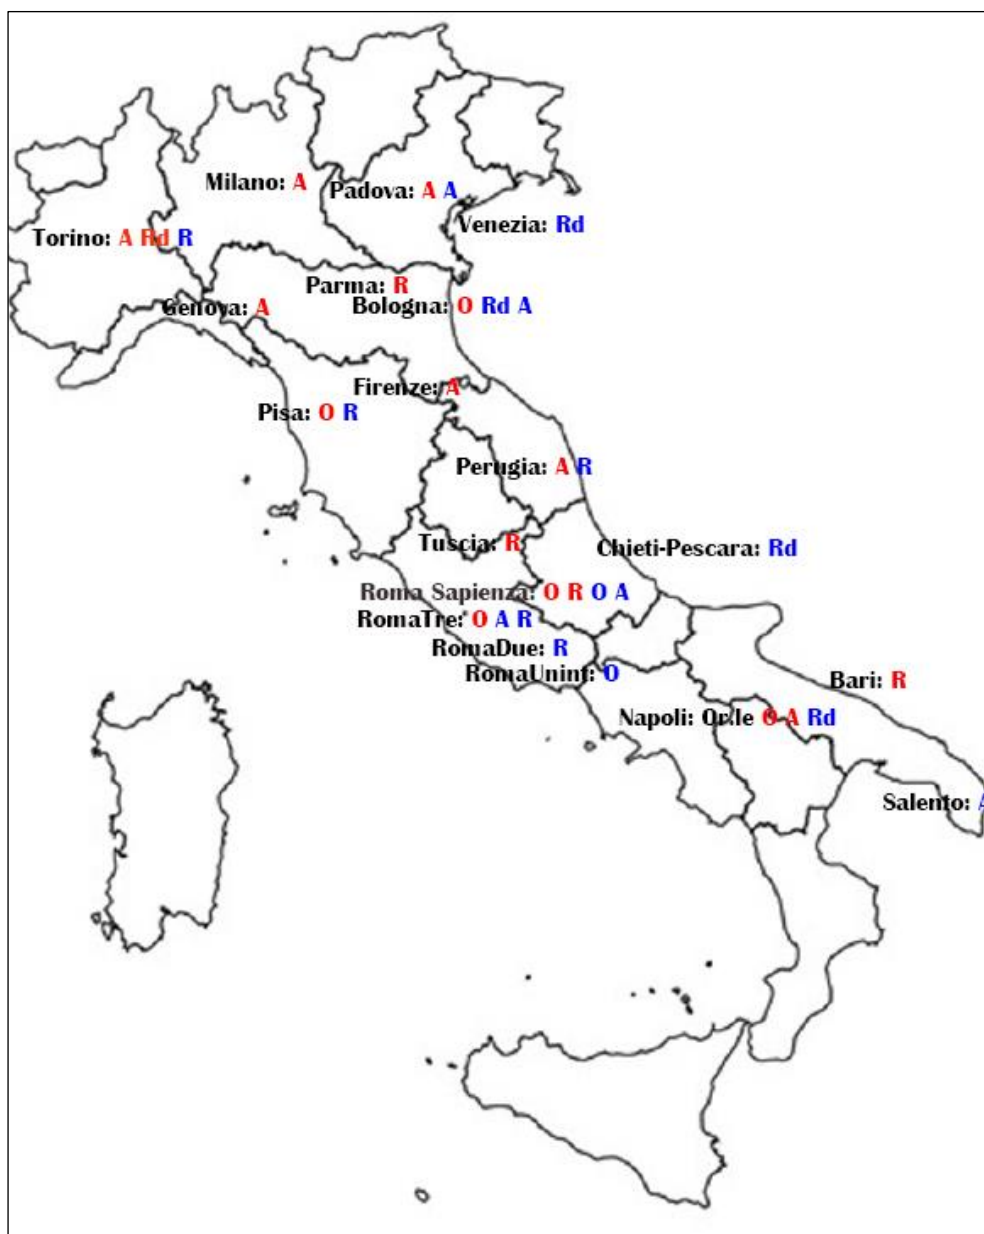 Milano: A
Padova: A A
Venezia: Rd
Torino: A Rd R
Parma: R
Bologna: O Rd A
Genova: A
Firenze: A
Pisa: O R
Perugia: A R
Tuscia: R
Chieti-Pescara: Rd
Roma Sapienza: O R O A
RomaTre: O A R
RomaDue: R
RomaUnint: O
Bari: R
Napoli: Or.le O A Rd
Salento: A